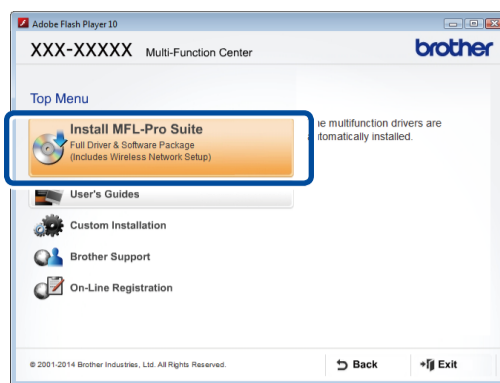 Adobe Flash Player 10
XXX-XXXXX Multi-Function Center
brother
Top Menu
Install MFL-Pro Suite
Full Driver & Software Package
(Includes Wireless Network Setup)
e multifunction drivers are
tomatically installed.
User's Guides
Custom Installation
Brother Support
On-Line Registration
© 2001-2014 Brother Industries, Ltd. All Rights Reserved.
Back
Exit